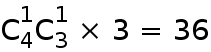 C₄¹C₃¹ × 3 = 36